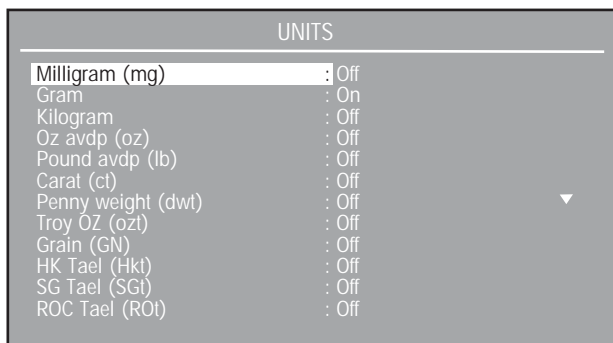 UNITS
Milligram (mg) : Off
Gram : On
Kilogram : Off
Oz avdp (oz) : Off
Pound avdp (lb) : Off
Carat (ct) : Off
Penny weight (dwt) : Off
Troy OZ (ozt) : Off
Grain (GN) : Off
HK Tael (Hkt) : Off
SG Tael (SGt) : Off
ROC Tael (ROt) : Off